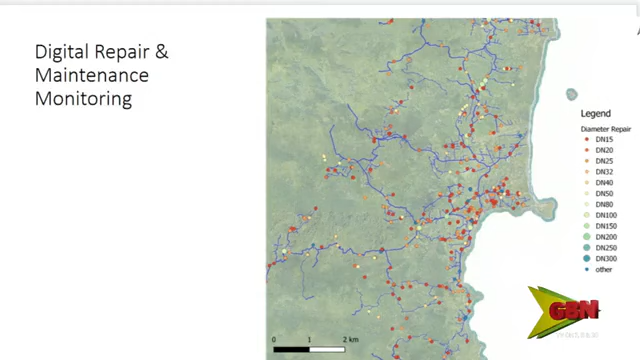 Digital Repair &
Maintenance
Monitoring
Legend
Diameter Repair
DN15
DN20
DN25
DN32
DN40
DN50
DN80
DN100
DN150
DN200
DN250
DN300
other
GBN
0 1 2 km